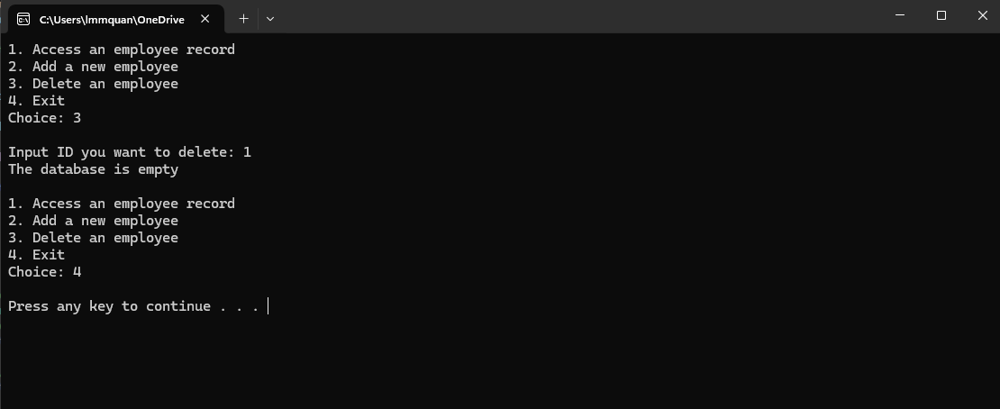 C:\Users\lmmquan\OneDrive
1. Access an employee record
2. Add a new employee
3. Delete an employee
4. Exit
Choice: 3
Input ID you want to delete: 1
The database is empty
1. Access an employee record
2. Add a new employee
3. Delete an employee
4. Exit
Choice: 4
Press any key to continue . . .